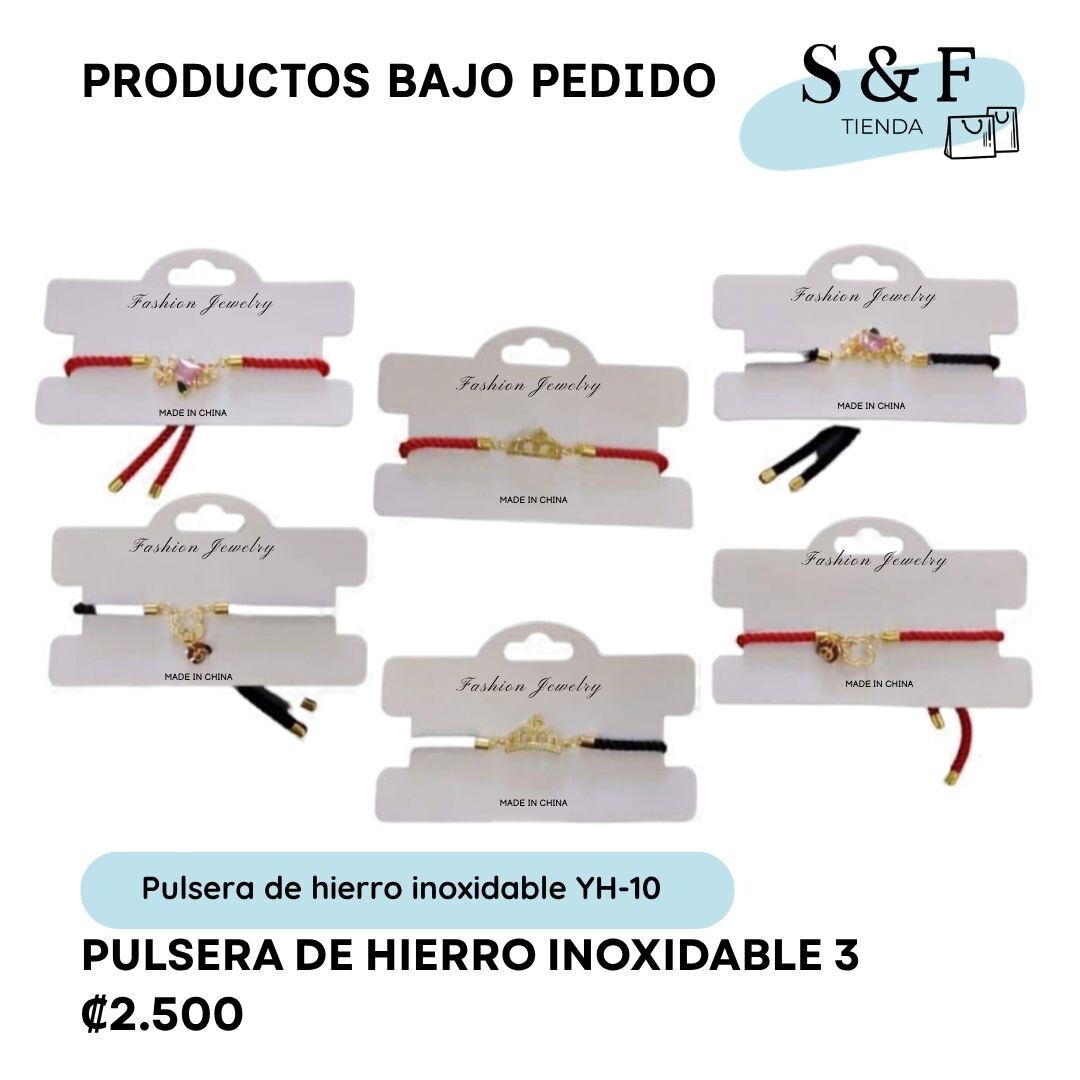 PRODUCTOS BAJO PEDIDO
S & F
TIENDA
Fashion Jewelry
MADE IN CHINA
Fashion Jewelry
MADE IN CHINA
Fashion Jewelry
MADE IN CHINA
Fashion Jewelry
MADE IN CHINA
Fashion Jewelry
MADE IN CHINA
Fashion Jewelry
MADE IN CHINA
Pulsera de hierro inoxidable YH-10
PULSERA DE HIERRO INOXIDABLE 3
₡2.500